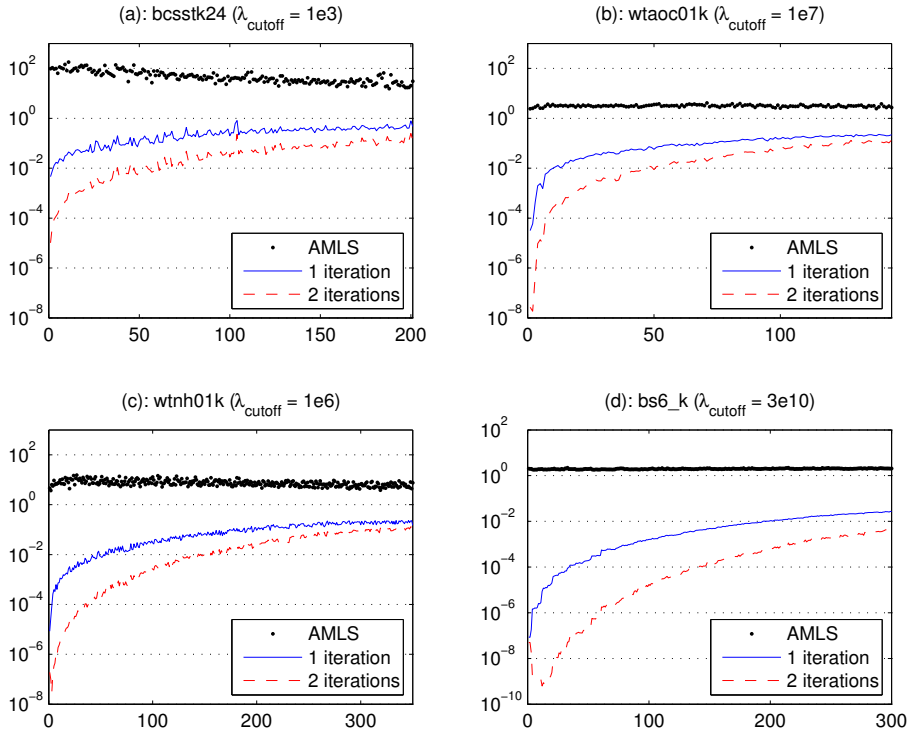 (a): bcsstk24 (λcutoff = 1e3)
10^2
10^0
10^−2
10^−4
10^−6
10^−8
0 50 100 150 200
AMLS
1 iteration
2 iterations
(b): wtaoc01k (λcutoff = 1e7)
10^2
10^0
10^−2
10^−4
10^−6
10^−8
0 50 100
AMLS
1 iteration
2 iterations
(c): wtnh01k (λcutoff = 1e6)
10^2
10^0
10^−2
10^−4
10^−6
10^−8
0 100 200 300
AMLS
1 iteration
2 iterations
(d): bs6_k (λcutoff = 3e10)
10^2
10^0
10^−2
10^−4
10^−6
10^−8
10^−10
0 100 200 300
AMLS
1 iteration
2 iterations